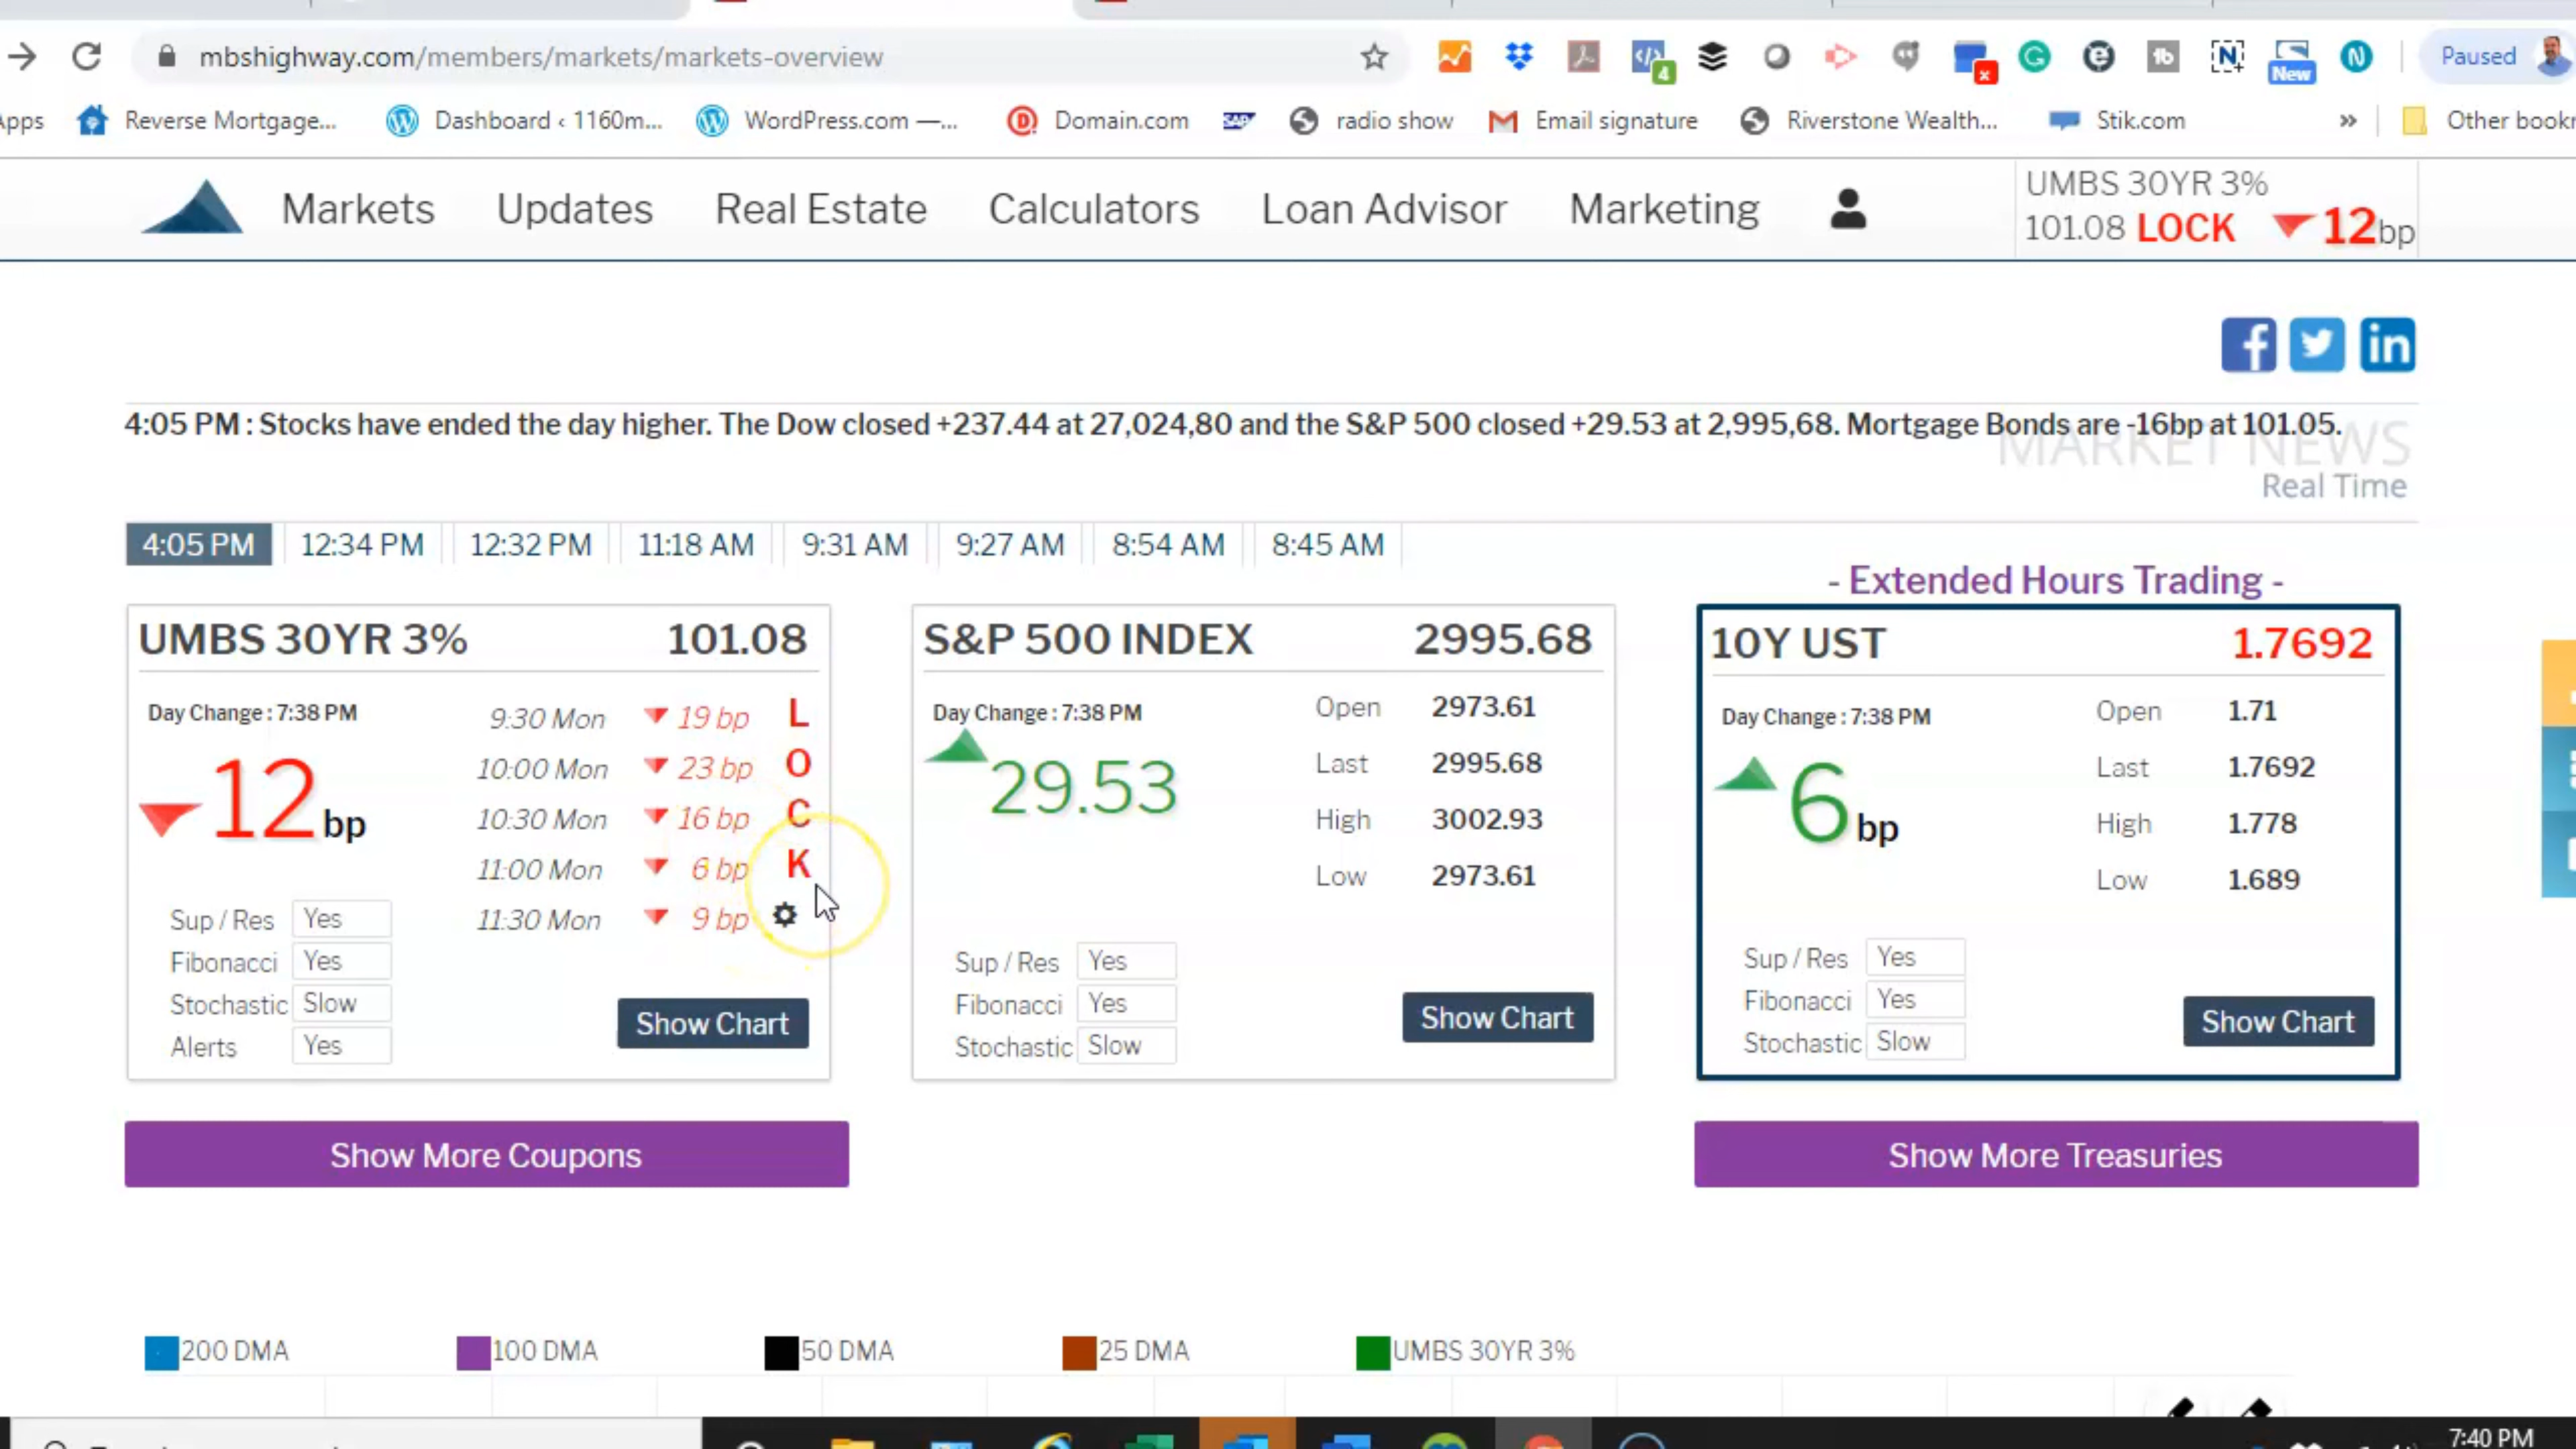 mbshighway.com/members/markets/markets-overview
4
New
Paused
Apps
Reverse Mortgage...
Dashboard ‹ 1160m...
WordPress.com —...
Domain.com
SAP
radio show
Email signature
Riverstone Wealth...
Stik.com
»
Other book
Markets Updates Real Estate Calculators Loan Advisor Marketing
UMBS 30YR 3%
101.08 LOCK 12bp
4:05 PM : Stocks have ended the day higher. The Dow closed +237.44 at 27,024,80 and the S&P 500 closed +29.53 at 2,995,68. Mortgage Bonds are -16bp at 101.05.
MARKET NEWS
Real Time
4:05 PM 12:34 PM 12:32 PM 11:18 AM 9:31 AM 9:27 AM 8:54 AM 8:45 AM
- Extended Hours Trading -
UMBS 30YR 3% 101.08
Day Change : 7:38 PM
12 bp
9:30 Mon 19 bp L
10:00 Mon 23 bp O
10:30 Mon 16 bp C
11:00 Mon 6 bp K
11:30 Mon 9 bp
Sup / Res Yes
Fibonacci Yes
Stochastic Slow
Alerts Yes
Show Chart
S&P 500 INDEX 2995.68
Day Change : 7:38 PM
29.53
Open 2973.61
Last 2995.68
High 3002.93
Low 2973.61
Sup / Res Yes
Fibonacci Yes
Stochastic Slow
Show Chart
10Y UST 1.7692
Day Change : 7:38 PM
6 bp
Open 1.71
Last 1.7692
High 1.778
Low 1.689
Sup / Res Yes
Fibonacci Yes
Stochastic Slow
Show Chart
Show More Coupons
Show More Treasuries
200 DMA 100 DMA 50 DMA 25 DMA UMBS 30YR 3%
7:40 PM